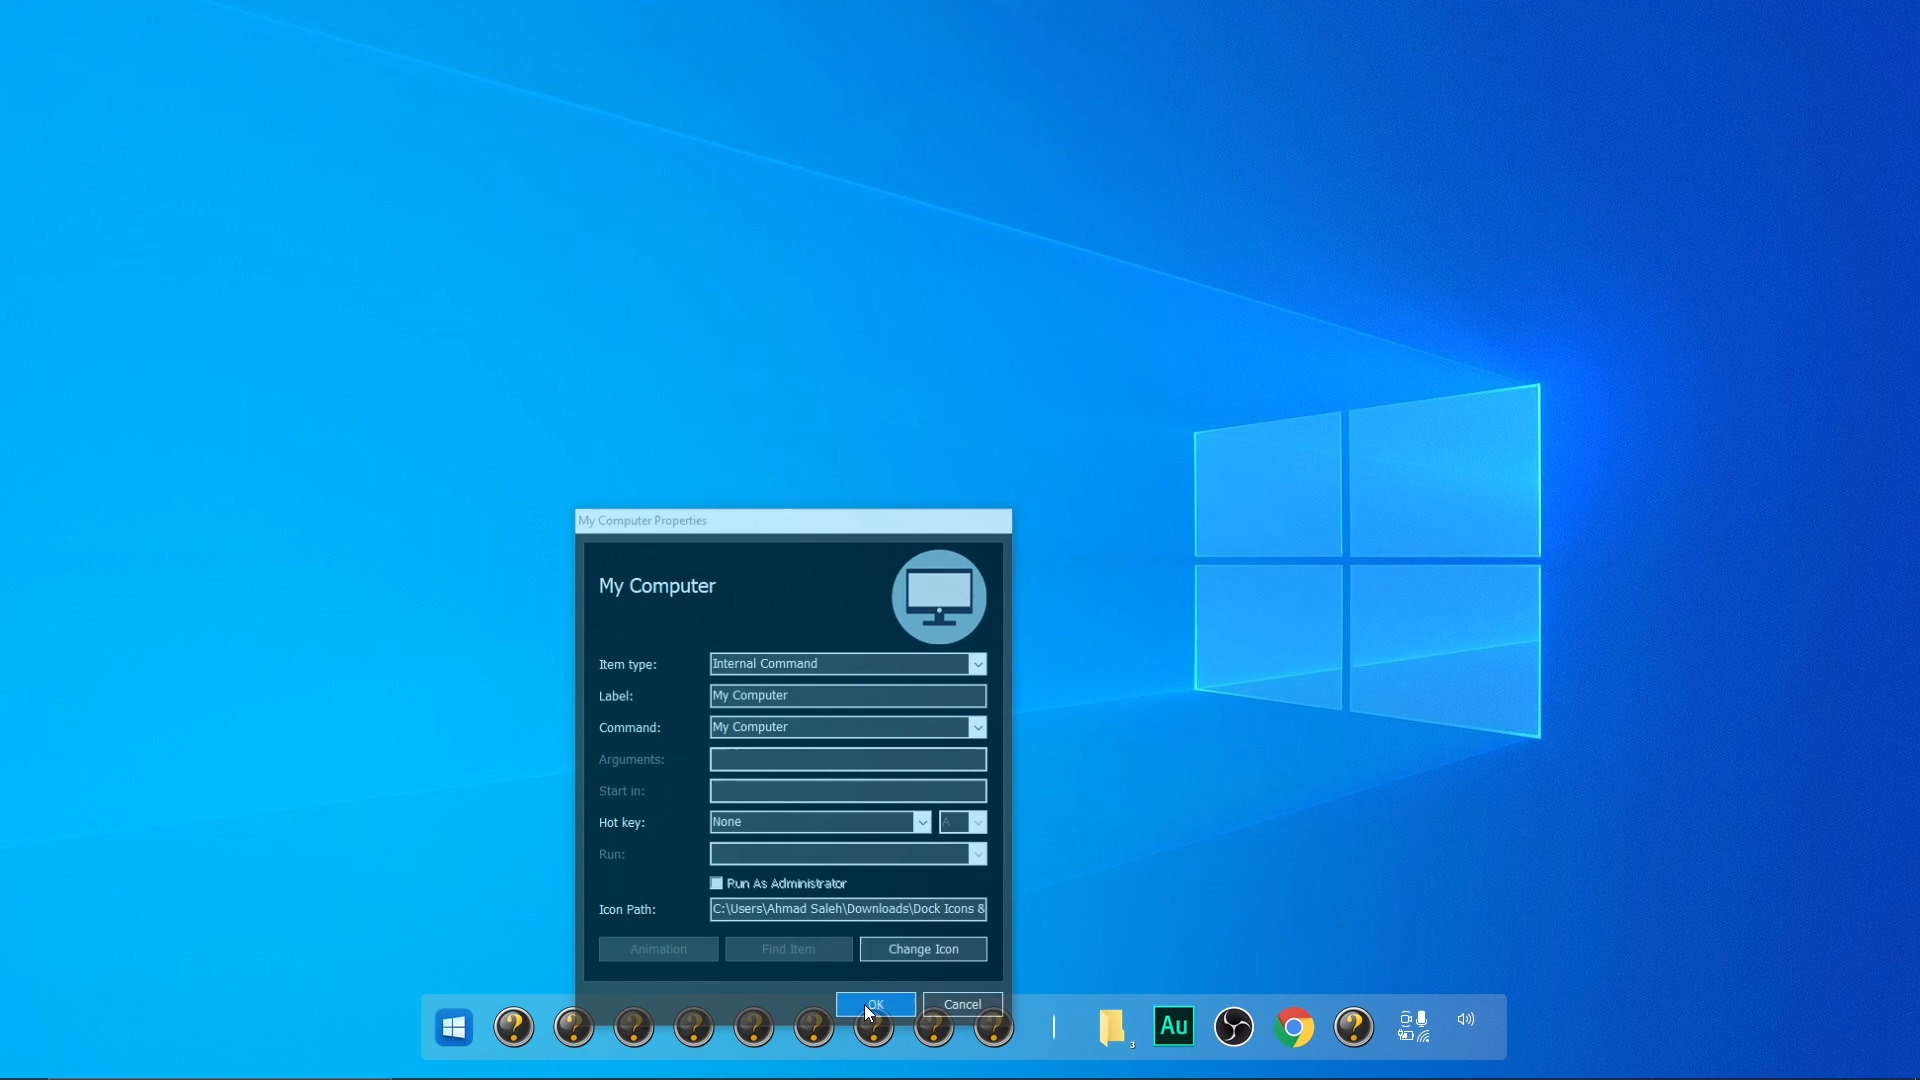 My Computer Properties
My Computer
Item type: Internal Command
Label: My Computer
Command: My Computer
Arguments:
Start in:
Hot key: None A
Run:
Run As Administrator
Icon Path: C:\Users\Ahmad Saleh\Downloads\Dock Icons &
Animation Find Item Change Icon
OK Cancel
? ? ? ? ? ? ? ? ? 3 Au ?